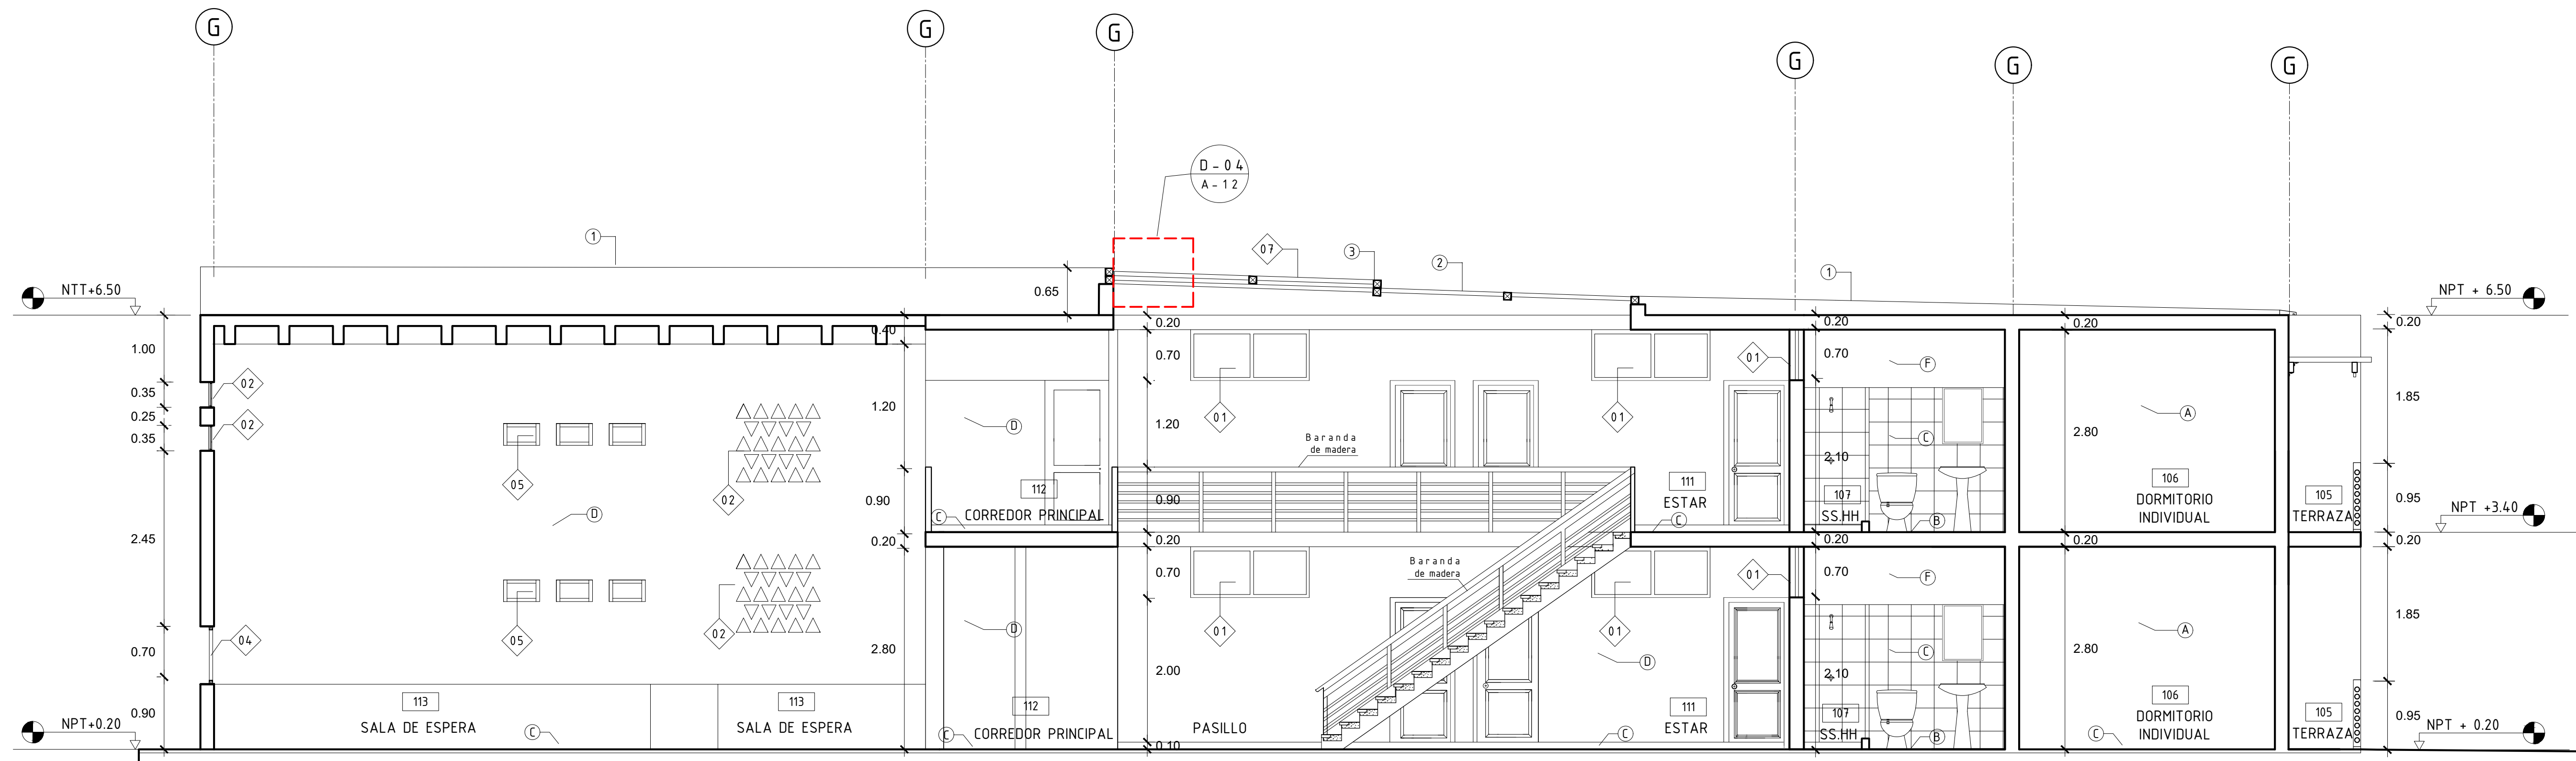 G
G
G
G
G
G
D-04
A-12
1
07
3
2
1
NTT+6.50
0.65
NPT + 6.50
0.40
0.20
0.20
0.20
0.20
1.00
0.70
0.70
01
F
02
0.35
1.20
01
01
1.85
A
0.25
02
D
1.20
C
0.35
Baranda
de madera
2.80
2.10
05
02
112
111
107
106
105
0.90
0.90
ESTAR
DORMITORIO
0.95
D
C
CORREDOR PRINCIPAL
C
SS.HH
B
INDIVIDUAL
TERRAZA
NPT +3.40
2.45
0.20
0.20
0.20
0.20
0.20
Baranda
de madera
0.70
01
0.70
F
1.85
05
02
D
01
01
A
04
0.70
2.80
D
C
2.80
2.00
2.10
113
113
112
111
107
106
105
0.90
SALA DE ESPERA
SALA DE ESPERA
C
C
CORREDOR PRINCIPAL
PASILLO
C
ESTAR
SS.HH
B
DORMITORIO
INDIVIDUAL
C
TERRAZA
0.95
NPT+0.20
0.10
NPT + 0.20